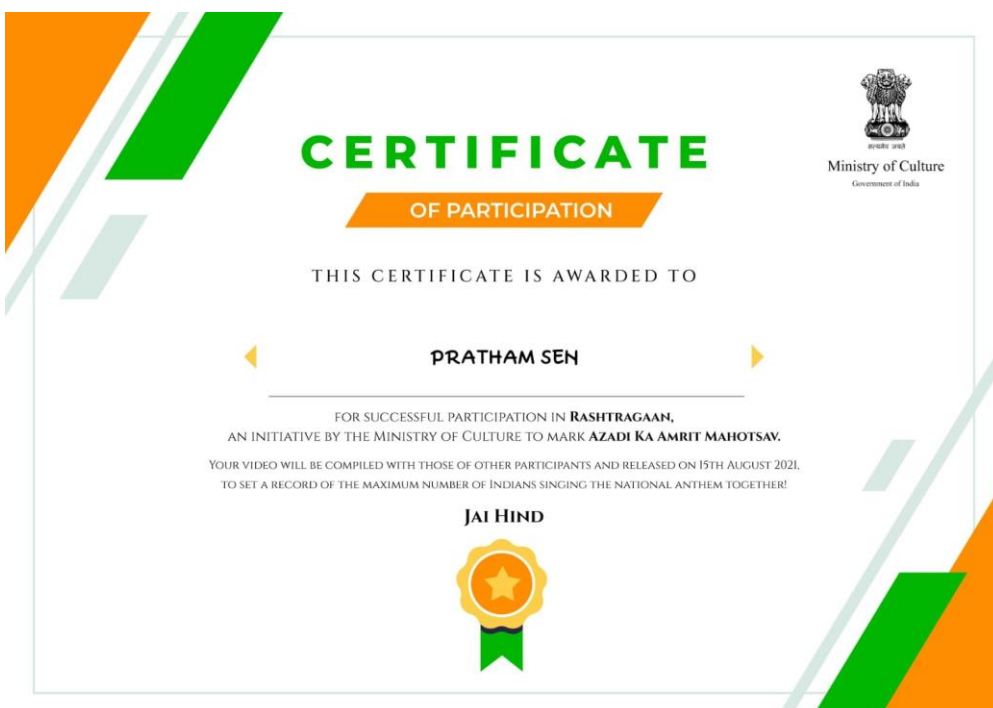 सत्यमेव जयते
Ministry of Culture
Government of India
CERTIFICATE
OF PARTICIPATION
THIS CERTIFICATE IS AWARDED TO
PRATHAM SEN
FOR SUCCESSFUL PARTICIPATION IN RASHTRAGAAN,
AN INITIATIVE BY THE MINISTRY OF CULTURE TO MARK AZADI KA AMRIT MAHOTSAV.
YOUR VIDEO WILL BE COMPILED WITH THOSE OF OTHER PARTICIPANTS AND RELEASED ON 15TH AUGUST 2021,
TO SET A RECORD OF THE MAXIMUM NUMBER OF INDIANS SINGING THE NATIONAL ANTHEM TOGETHER!
JAI HIND